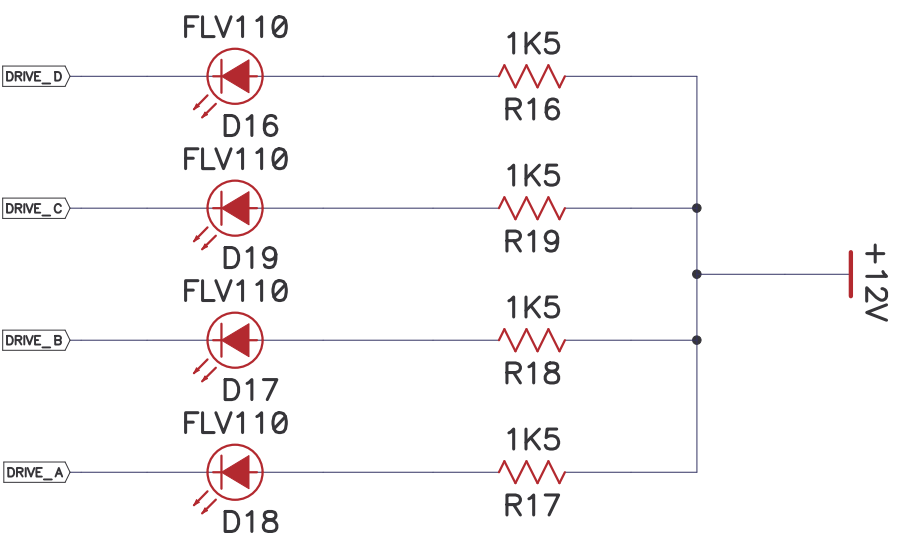 FLV110
1K5
DRIVE_D
R16
D16
FLV110
1K5
DRIVE_C
R19
D19
+12V
FLV110
1K5
DRIVE_B
R18
D17
FLV110
1K5
DRIVE_A
R17
D18